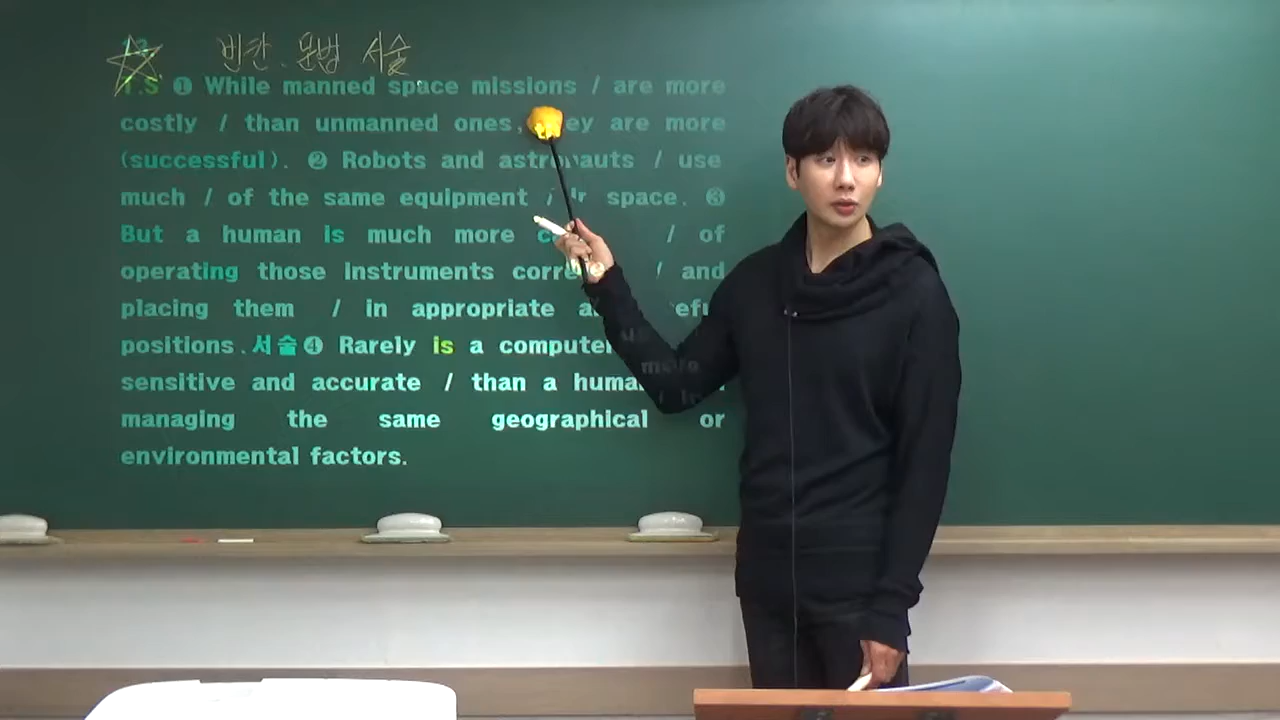 빈칸. 문법 서술
T.S ❶ While manned space missions / are more
costly / than unmanned ones, ey are more
(successful). ❷ Robots and astronauts / use
much / of the same equipment / space. ❸
But a human is much more / of
operating those instruments / and
placing them / in appropriate
positions.서술❹ Rarely is a computer
sensitive and accurate / than a human
managing the same geographical or
environmental factors.